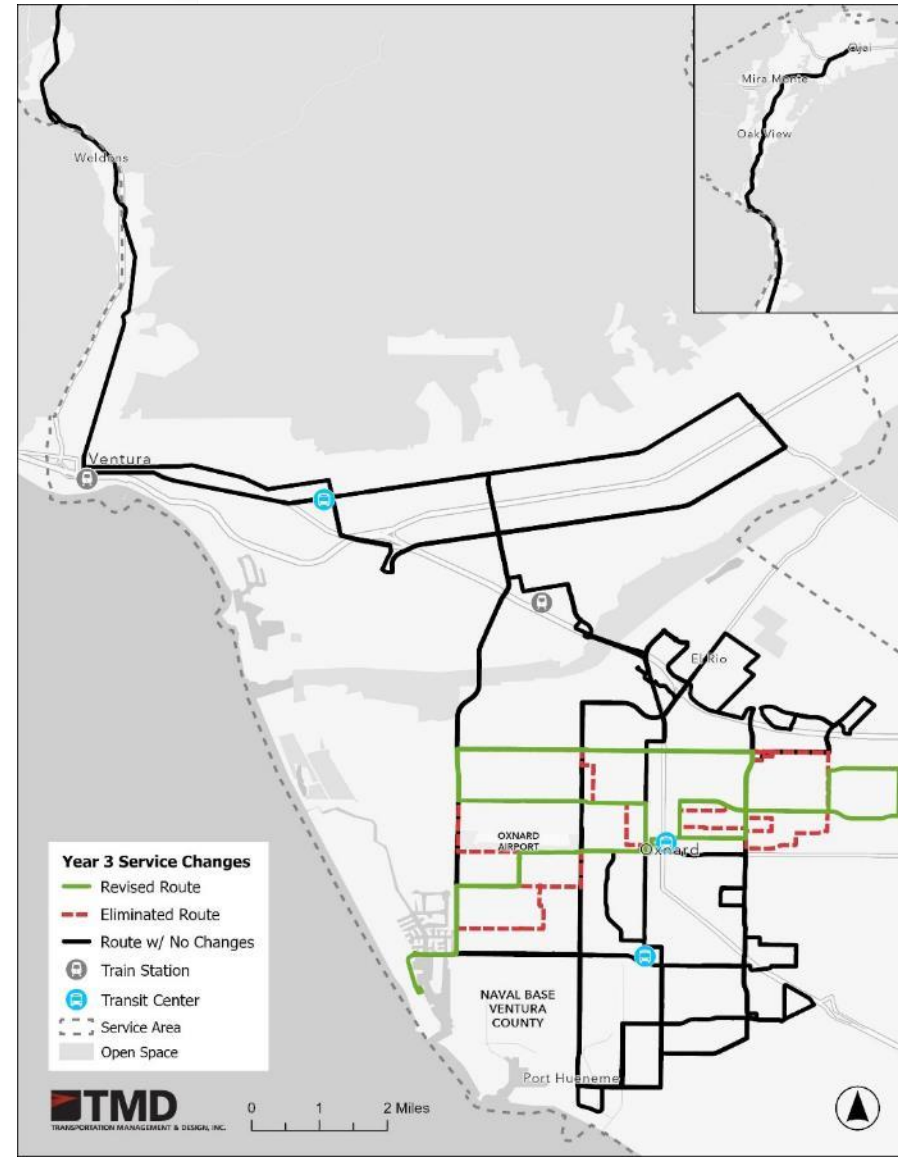 Ojai
Mira Monte
Oak View
Weldons
Ventura
El Rio
OXNARD
AIRPORT
Oxnard
NAVAL BASE
VENTURA
COUNTY
Port Hueneme
Year 3 Service Changes
Revised Route
Eliminated Route
Route w/ No Changes
Train Station
Transit Center
Service Area
Open Space
TMD
TRANSPORTATION MANAGEMENT & DESIGN, INC.
0 1 2 Miles